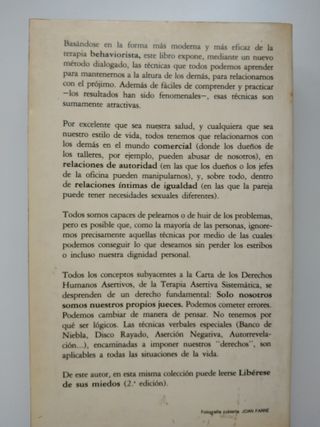 Basándose en la forma más moderna y más eficaz de la
terapia behaviorista, este libro expone, mediante un nuevo
método dialogado, las técnicas que todos podemos aprender
para mantenernos a la altura de los demás, para relacionarnos
con el prójimo. Además de fáciles de comprender y practicar
—los resultados han sido fenomenales—, esas técnicas son
sumamente atractivas.
Por excelente que sea nuestra salud, y cualquiera que sea
nuestro estilo de vida, todos tenemos que relacionarnos con
los demás en el mundo comercial (donde los dueños de
los talleres, por ejemplo, pueden abusar de nosotros), en
relaciones de autoridad (en las que los dueños o los jefes
de la oficina pueden manipularnos), y, sobre todo, dentro
de relaciones íntimas de igualdad (en las que la pareja
puede tener necesidades sexuales diferentes).
Todos somos capaces de pelearnos o de huir de los problemas,
pero es posible que, como la mayoría de las personas, ignore-
mos precisamente aquellas técnicas por medio de las cuales
podemos conseguir lo que deseamos sin perder los estribos
o incluso nuestra dignidad personal.
Todos los conceptos subyacentes a la Carta de los Derechos
Humanos Asertivos, de la Terapia Asertiva Sistemática, se
desprenden de un derecho fundamental: Solo nosotros
somos nuestros propios jueces. Podemos cometer errores.
Podemos cambiar de manera de pensar. No tenemos por
qué ser lógicos. Las técnicas verbales especiales (Banco de
Niebla, Disco Rayado, Aserción Negativa, Autorrevela-
ción...), encaminadas a imponer nuestros "derechos", son
aplicables a todas las situaciones de la vida.
De este autor, en esta misma colección puede leerse Libérese
de sus miedos (2.ª edición).
Fotografía cubierta JOAN FARRÉ